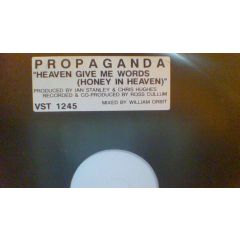 PROPAGANDA
"HEAVEN GIVE ME WORDS
(HONEY IN HEAVEN)"
PRODUCED BY IAN STANLEY & CHRIS HUGHES
RECORDED & CO-PRODUCED BY ROSS CULLUM
MIXED BY WILLIAM ORBIT
VST 1245